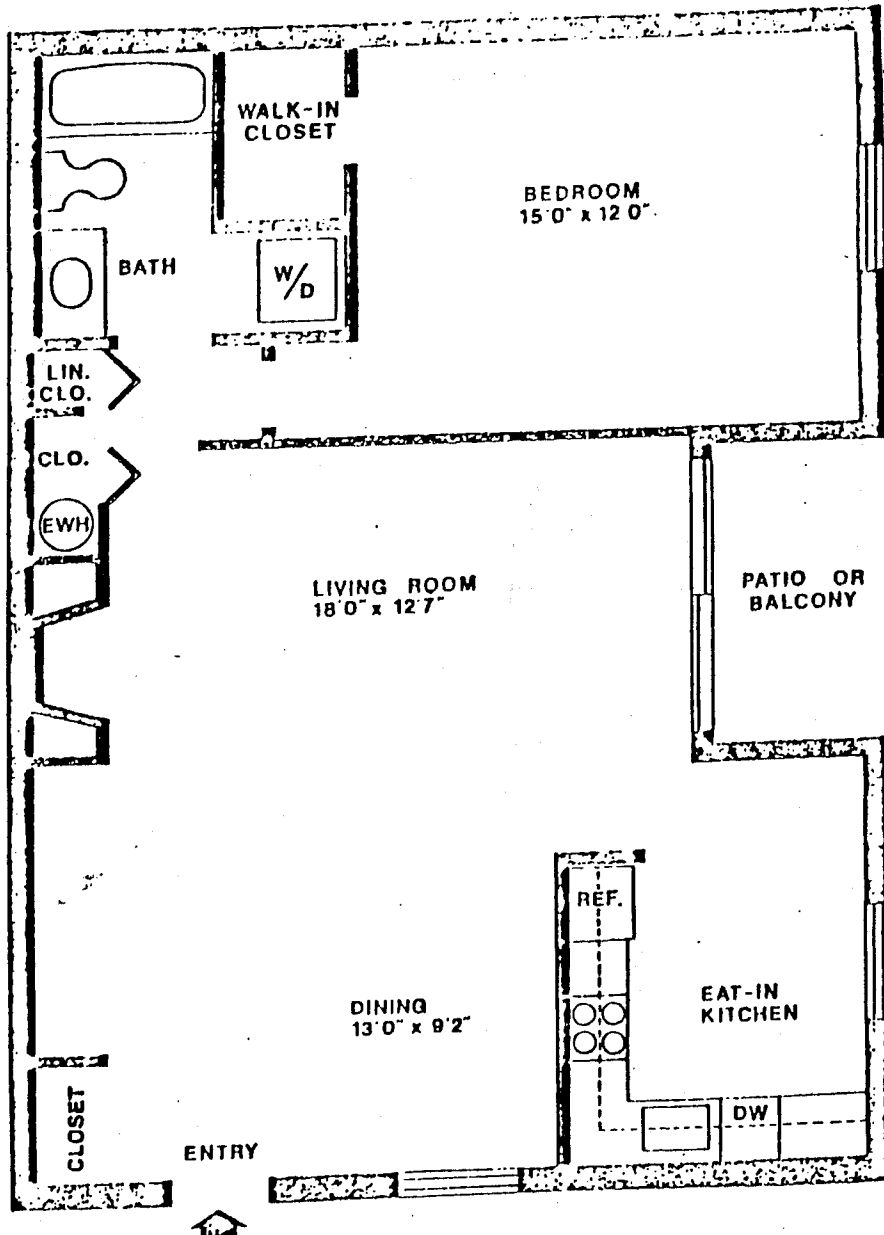 WALK-IN
CLOSET
BEDROOM
15'0" x 12'0"
BATH
W/D
LIN.
CLO.
CLO.
EWH
LIVING ROOM
18'0" x 12'7"
PATIO OR
BALCONY
REF.
DINING
13'0" x 9'2"
EAT-IN
KITCHEN
DW
CLOSET
ENTRY